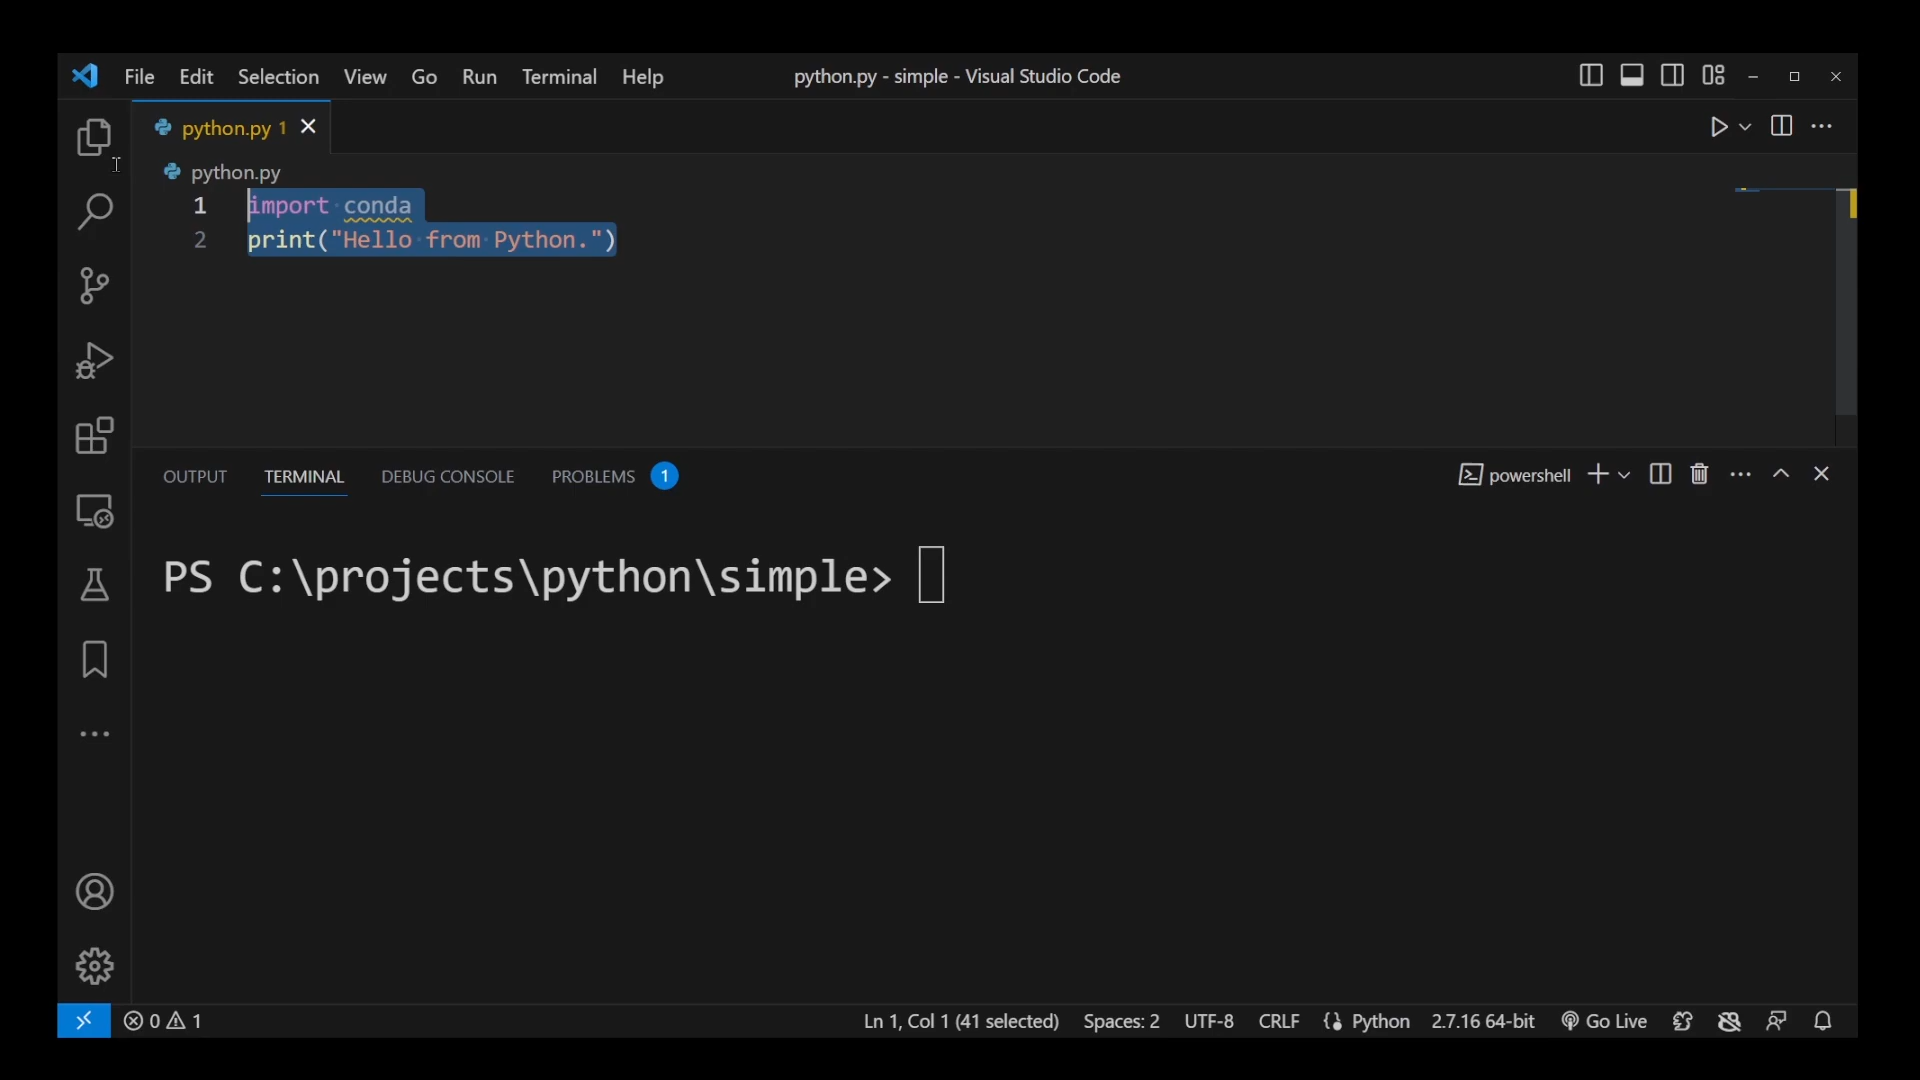 File Edit Selection View Go Run Terminal Help python.py - simple - Visual Studio Code
python.py 1
python.py
1 import conda
2 print("Hello from Python.")
OUTPUT TERMINAL DEBUG CONSOLE PROBLEMS 1 powershell
PS C:\projects\python\simple>
0 1 Ln 1, Col 1 (41 selected) Spaces: 2 UTF-8 CRLF Python 2.7.16 64-bit Go Live